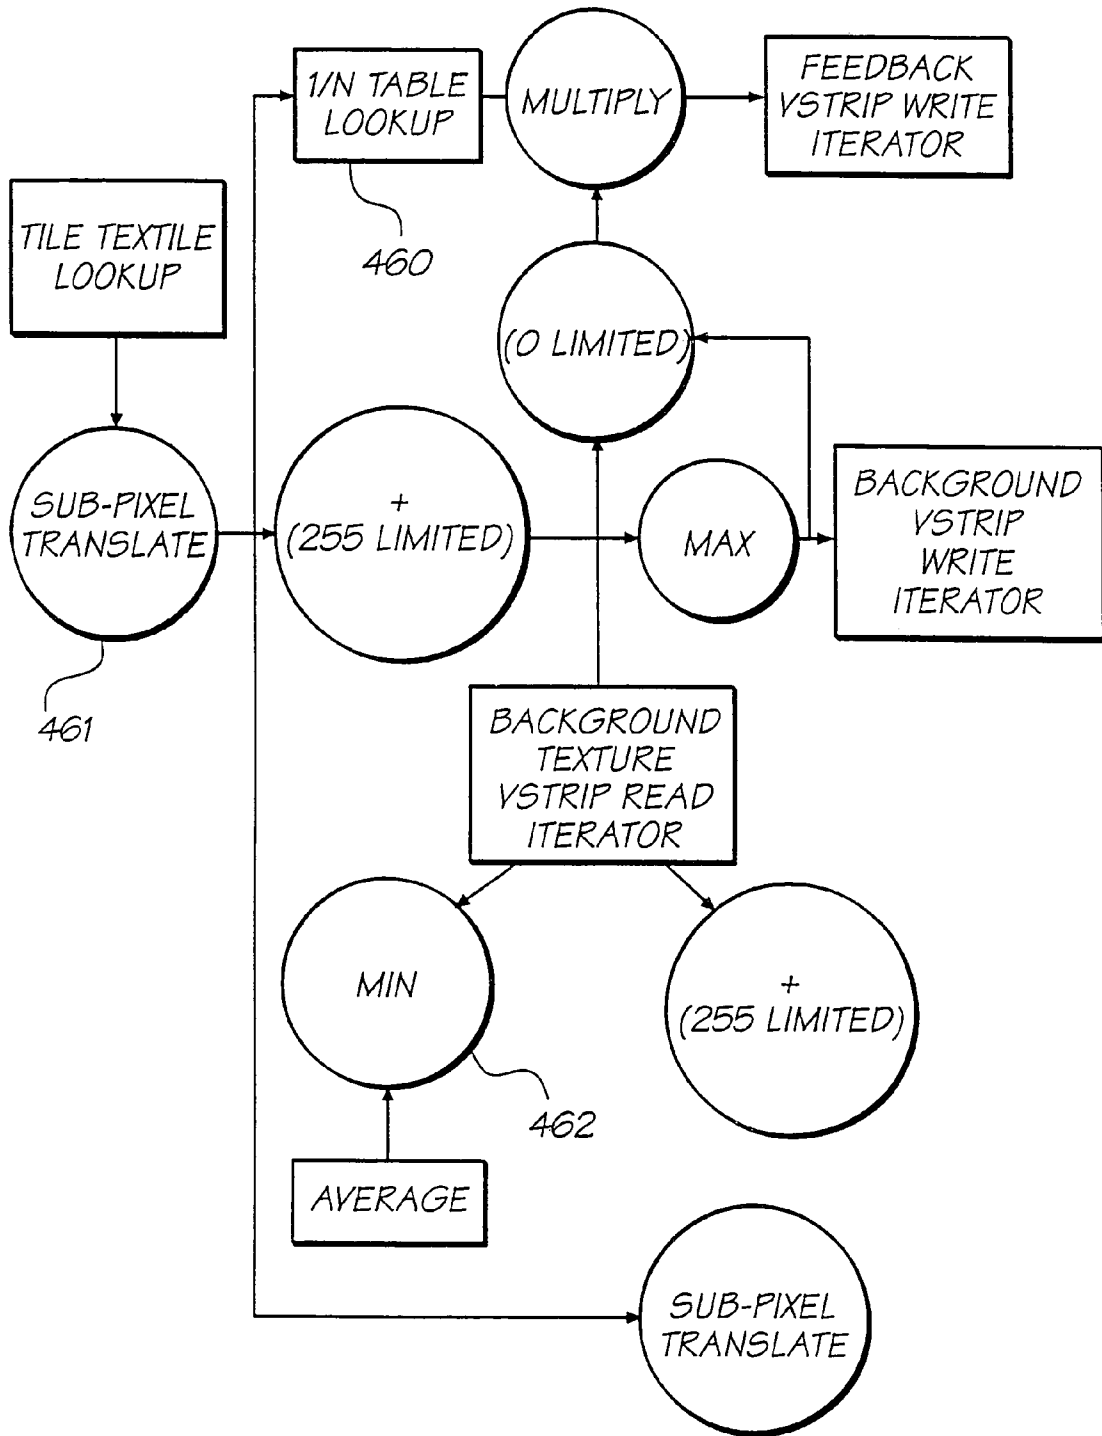 1/N TABLE
LOOKUP
460
MULTIPLY
FEEDBACK
VSTRIP WRITE
ITERATOR
TILE TEXTILE
LOOKUP
(0 LIMITED)
SUB-PIXEL
TRANSLATE
461
+
(255 LIMITED)
MAX
BACKGROUND
VSTRIP
WRITE
ITERATOR
BACKGROUND
TEXTURE
VSTRIP READ
ITERATOR
MIN
462
+
(255 LIMITED)
AVERAGE
SUB-PIXEL
TRANSLATE